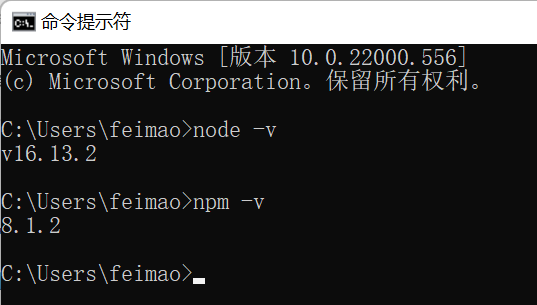 命令提示符
Microsoft Windows [版本 10.0.22000.556]
(c) Microsoft Corporation。保留所有权利。
C:\Users\feimao>node -v
v16.13.2
C:\Users\feimao>npm -v
8.1.2
C:\Users\feimao>